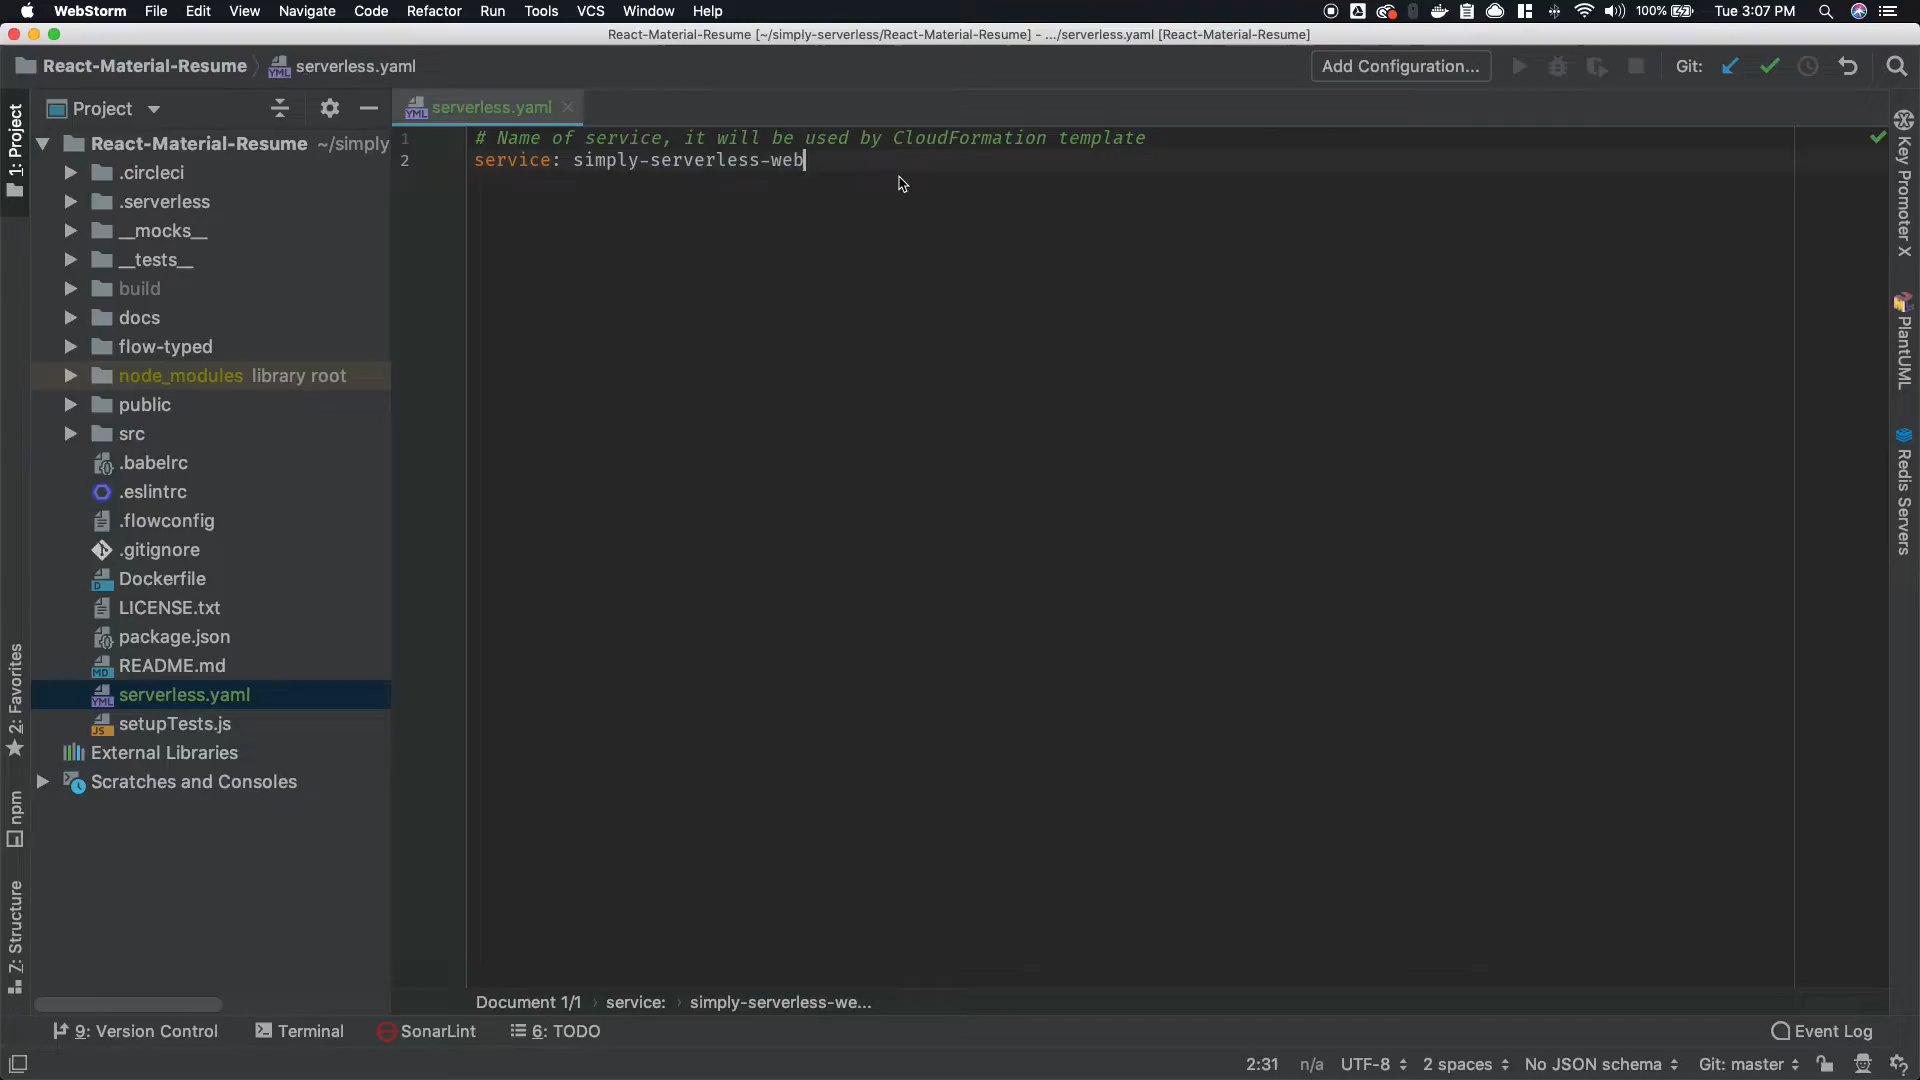 WebStorm File Edit View Navigate Code Refactor Run Tools VCS Window Help 100% Tue 3:07 PM
React-Material-Resume [~/simply-serverless/React-Material-Resume] - .../serverless.yaml [React-Material-Resume]
React-Material-Resume serverless.yaml Add Configuration... Git:
Project serverless.yaml
1 # Name of service, it will be used by CloudFormation template
2 service: simply-serverless-web
React-Material-Resume ~/simply
.circleci
.serverless
__mocks__
__tests__
build
docs
flow-typed
node_modules library root
public
src
.babelrc
.eslintrc
.flowconfig
.gitignore
Dockerfile
LICENSE.txt
package.json
README.md
serverless.yaml
setupTests.js
External Libraries
Scratches and Consoles
1: Project
2: Favorites
npm
Z: Structure
Key Promoter X
PlantUML
Redis Servers
Document 1/1 service: simply-serverless-we...
9: Version Control Terminal SonarLint 6: TODO Event Log
2:31 n/a UTF-8 2 spaces No JSON schema Git: master